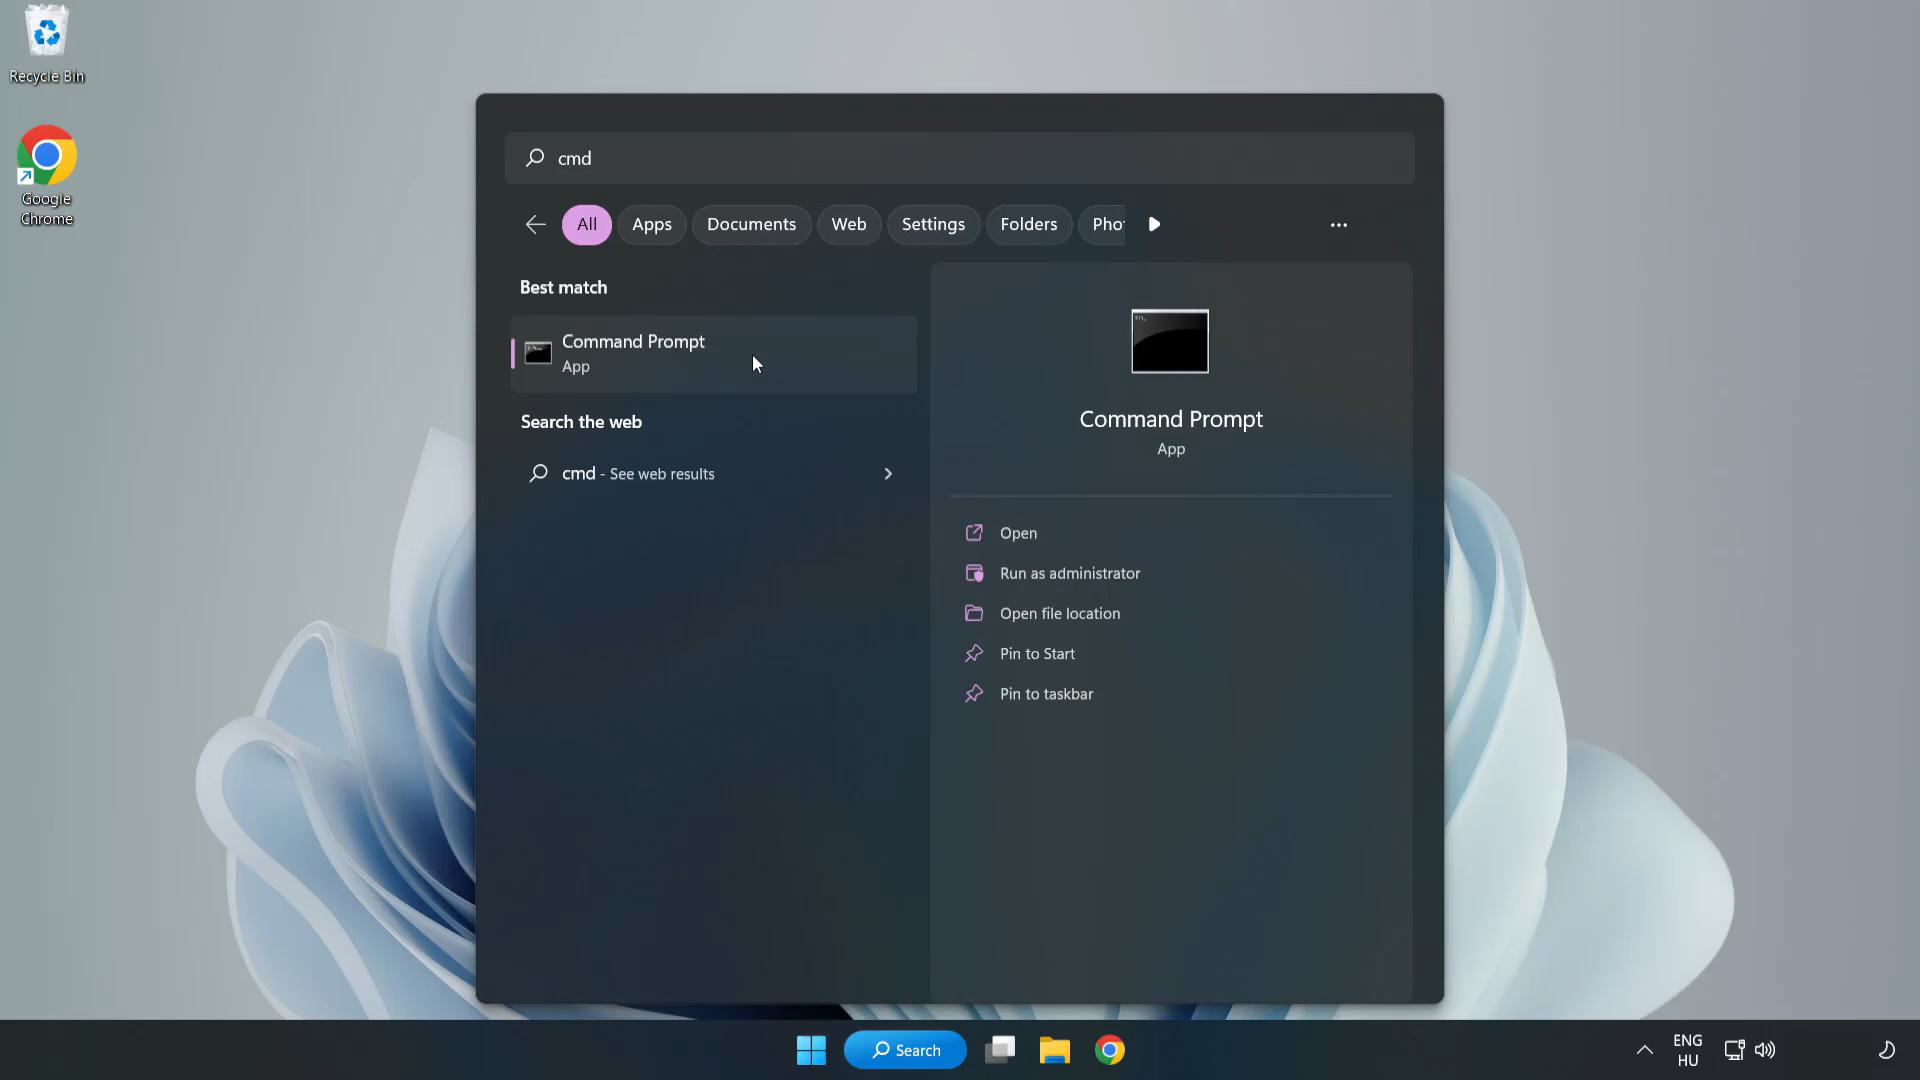 Recycle Bin
Google
Chrome
cmd
All
Apps
Documents
Web
Settings
Folders
Pho
Best match
Command Prompt
App
Search the web
cmd - See web results
Command Prompt
App
Open
Run as administrator
Open file location
Pin to Start
Pin to taskbar
Search
ENG
HU